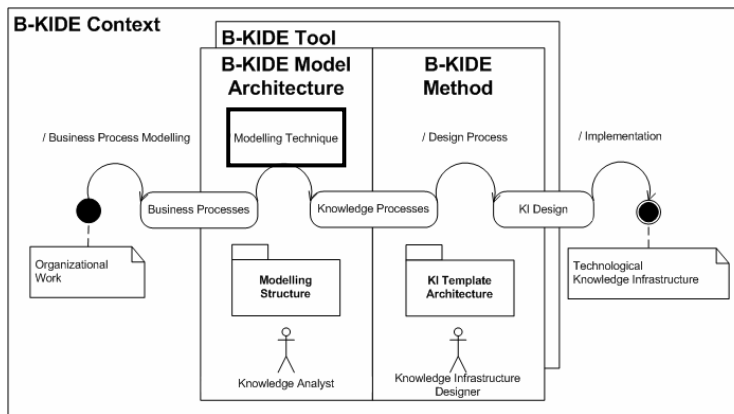 B-KIDE Context
B-KIDE Tool
B-KIDE Model
Architecture
B-KIDE
Method
/ Business Process Modelling
Modelling Technique
/ Design Process
/ Implementation
Business Processes
Knowledge Processes
KI Design
Organizational
Work
Modelling
Structure
KI Template
Architecture
Technological
Knowledge Infrastructure
Knowledge Analyst
Knowledge Infrastructure
Designer